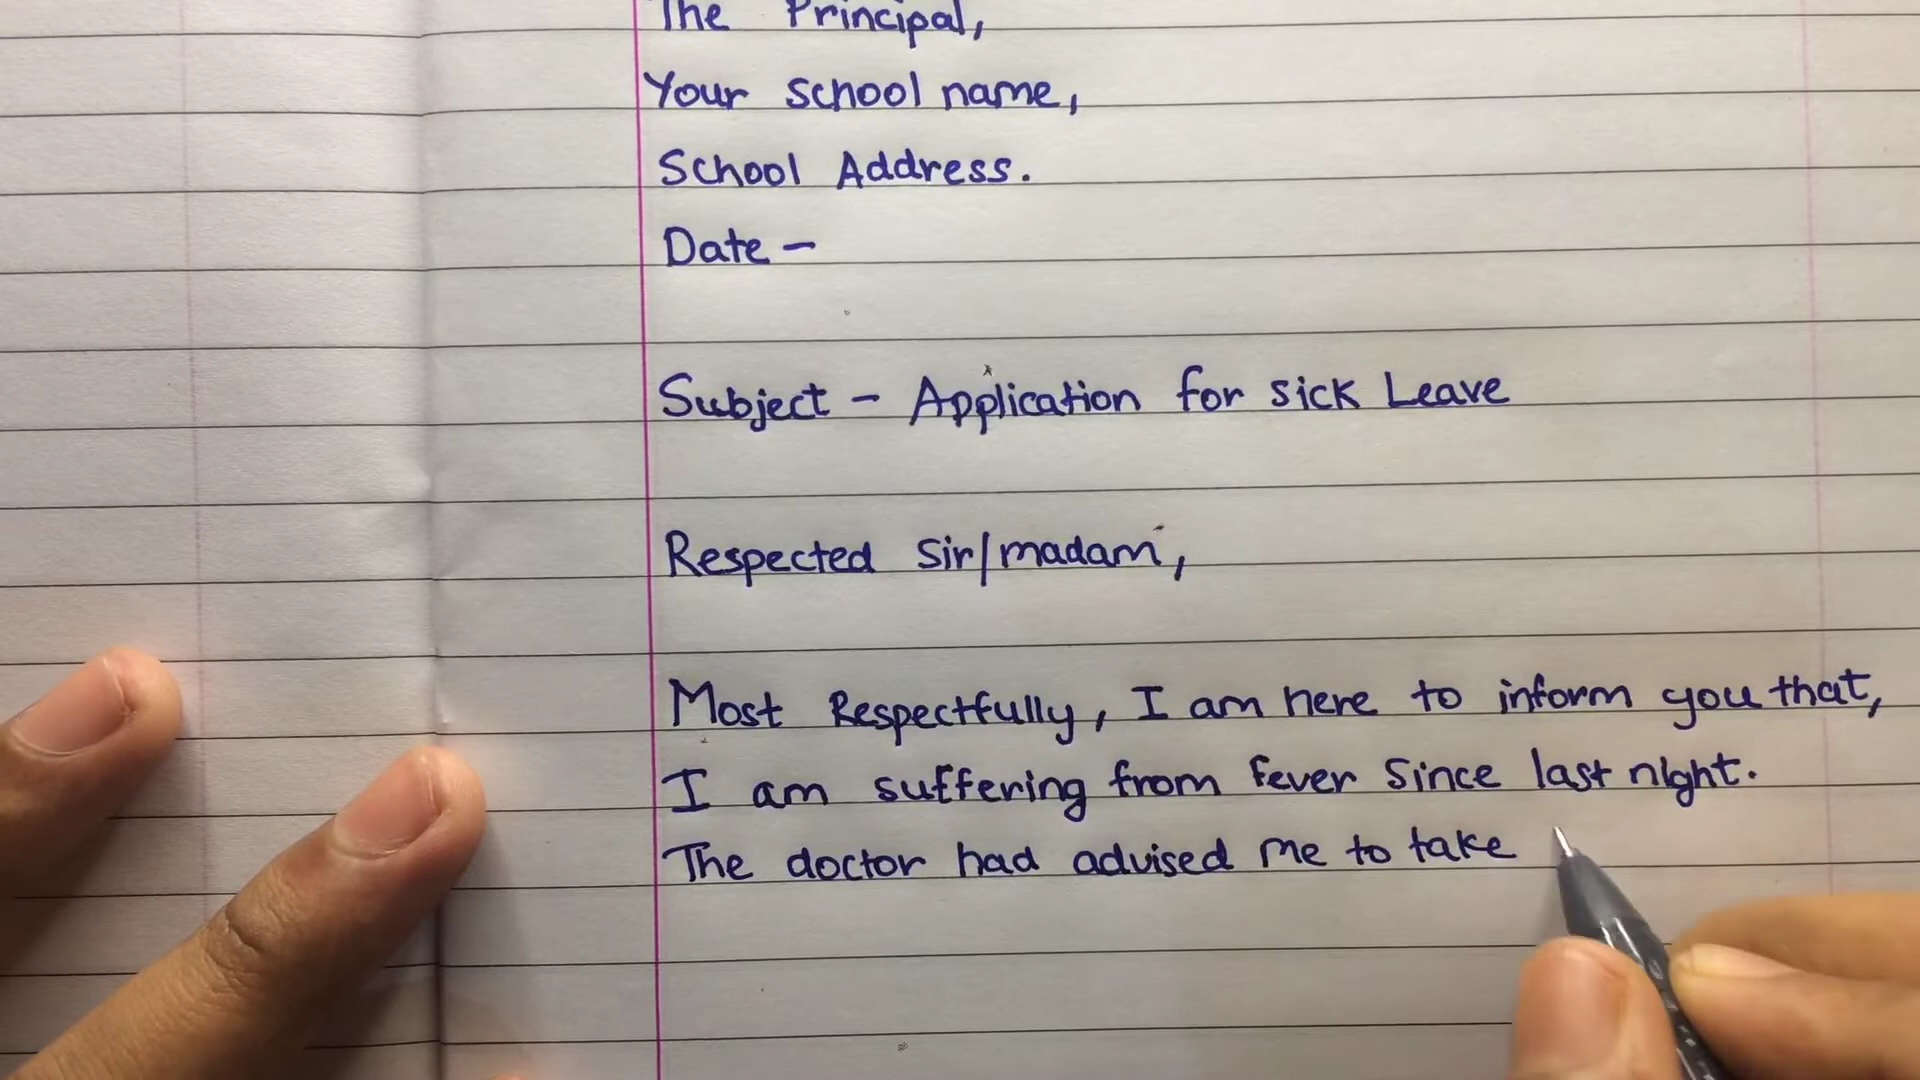 The Principal,
Your school name,
School Address.
Date -
Subject - Application for sick Leave
Respected Sir/madam,
Most Respectfully, I am here to inform you that,
I am suffering from fever since last night.
The doctor had advised me to take